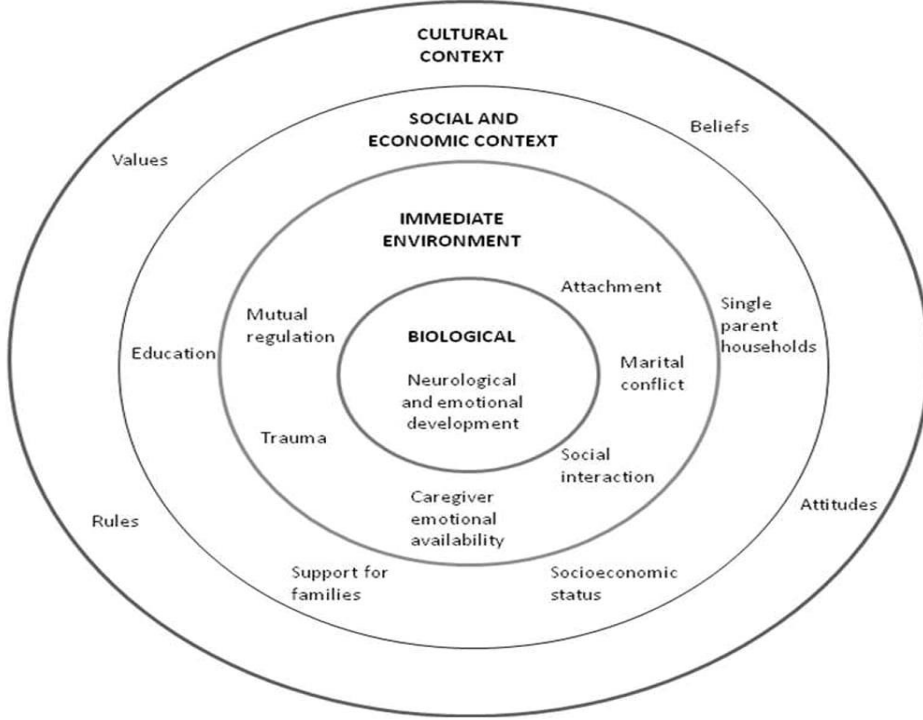 CULTURAL
CONTEXT
SOCIAL AND
ECONOMIC CONTEXT
Beliefs
Values
IMMEDIATE
ENVIRONMENT
Attachment
Mutual
regulation
Single
parent
households
BIOLOGICAL
Education
Marital
conflict
Neurological
and emotional
development
Trauma
Social
interaction
Caregiver
emotional
availability
Attitudes
Rules
Support for
families
Socioeconomic
status